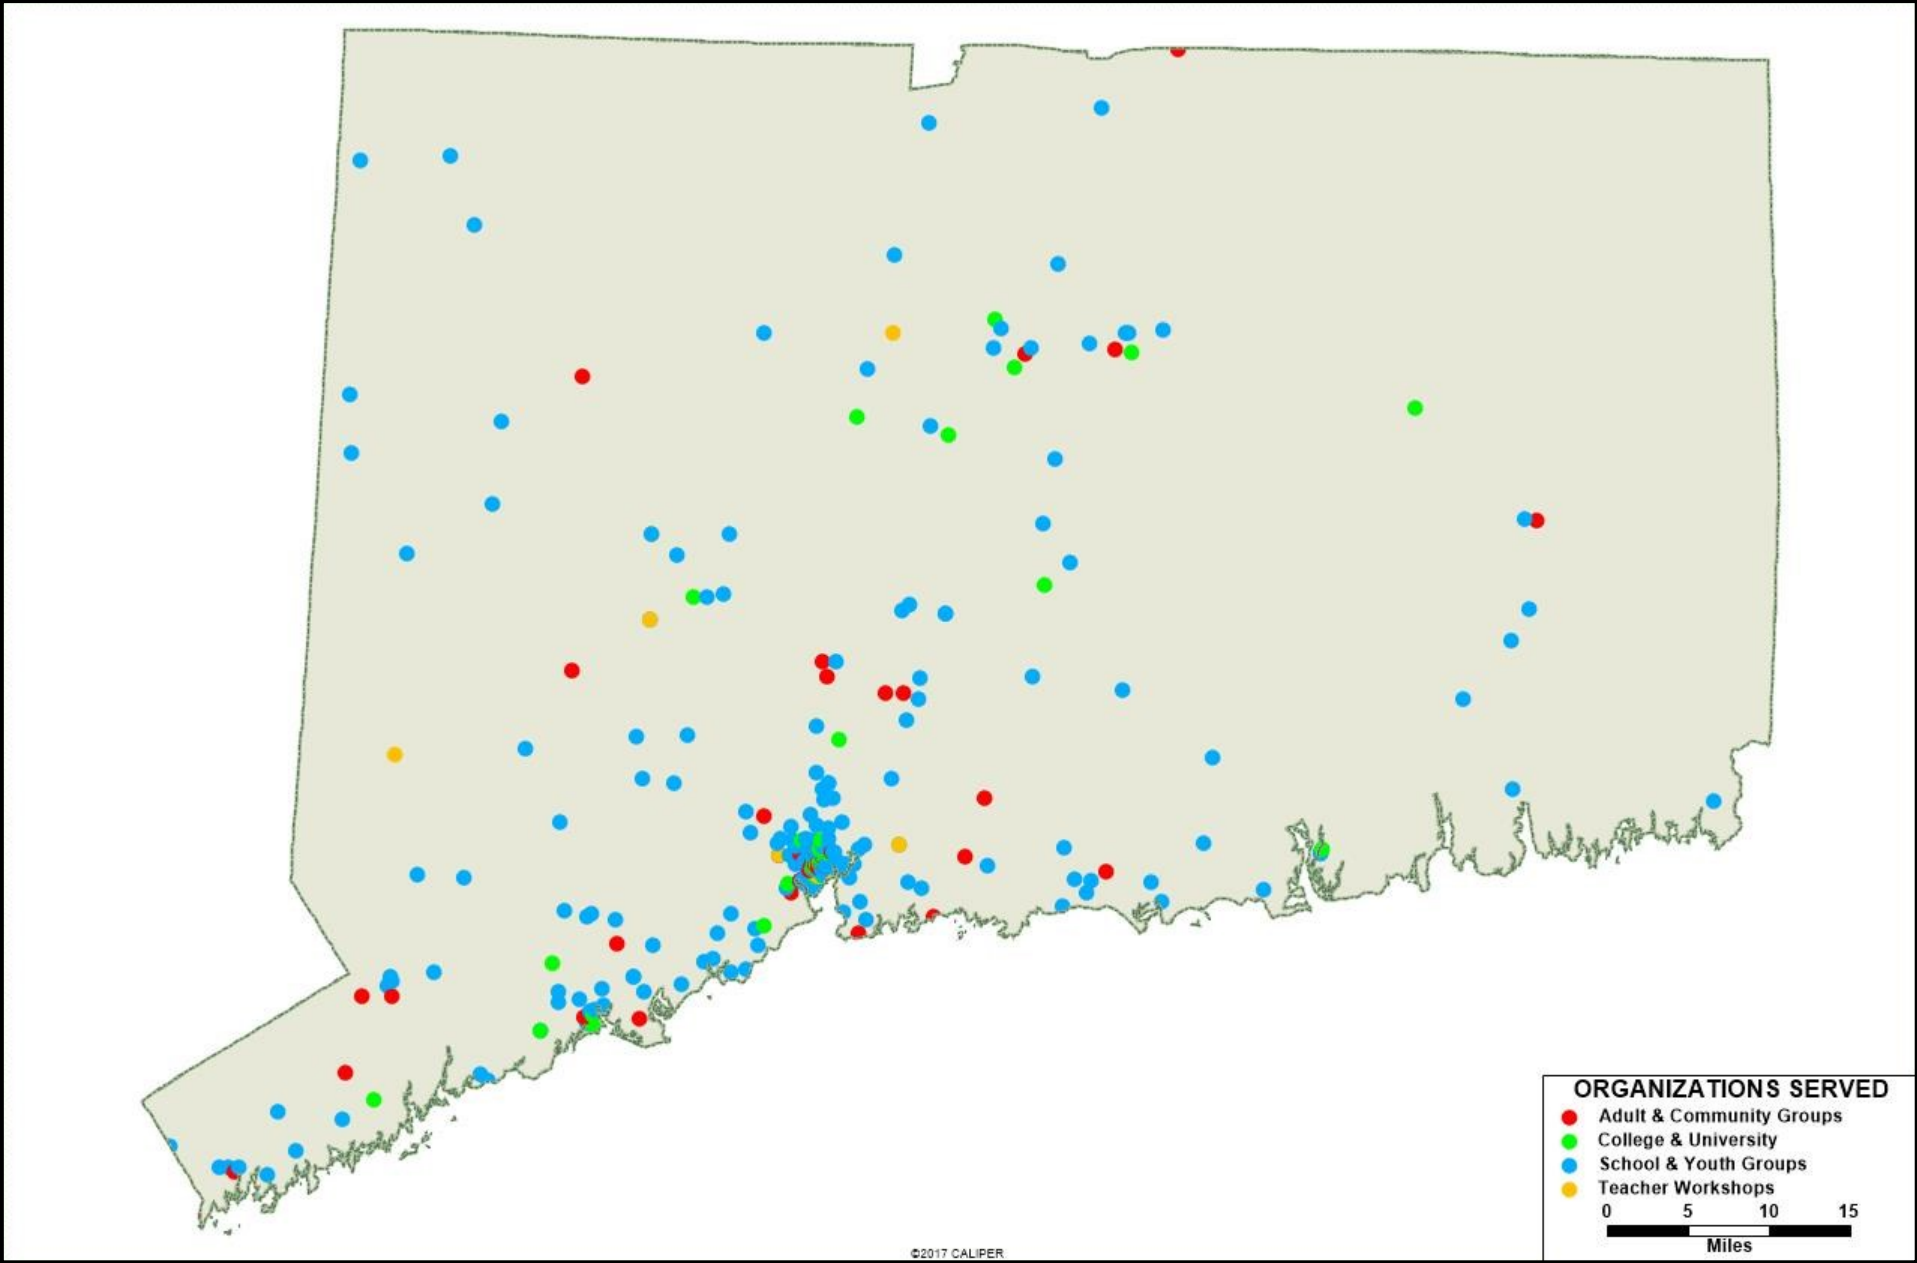 ORGANIZATIONS SERVED
Adult & Community Groups
College & University
School & Youth Groups
Teacher Workshops
0 5 10 15
Miles
©2017 CALIPER